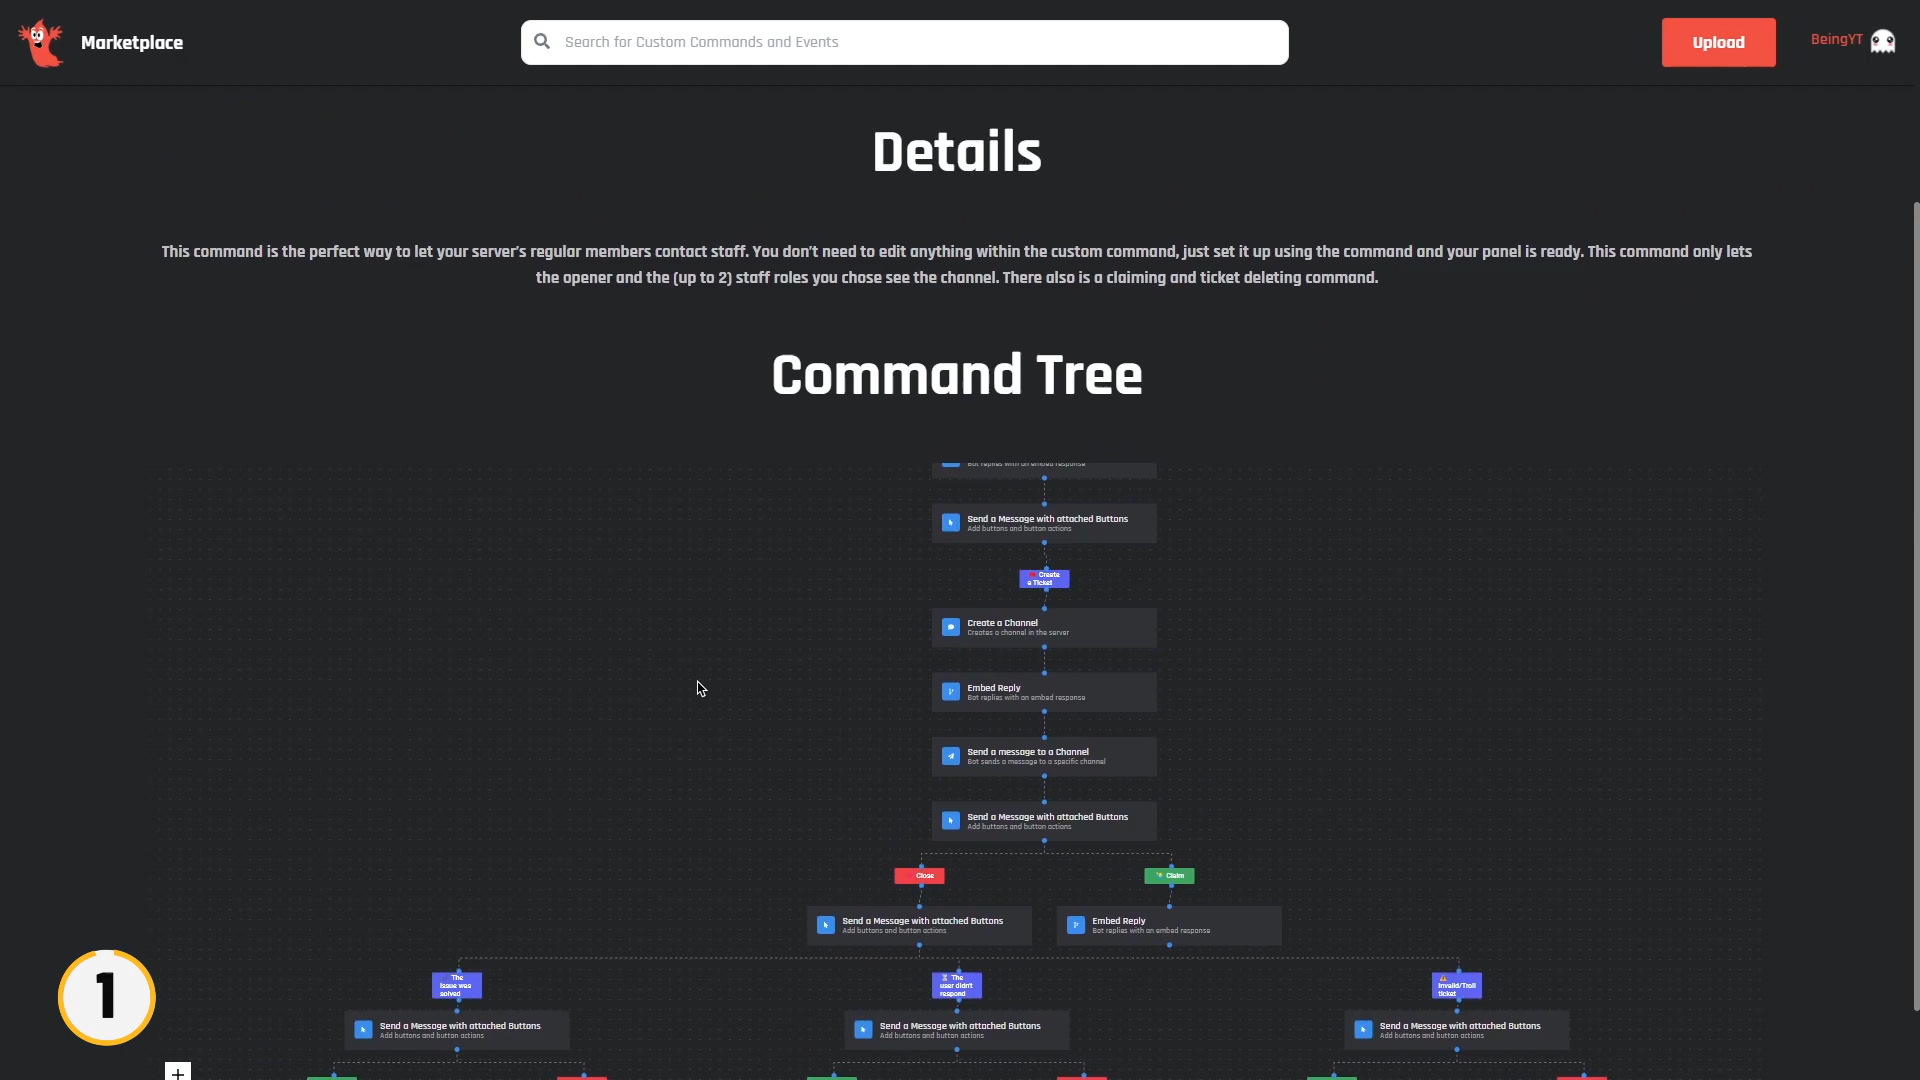 Marketplace
Search for Custom Commands and Events
Upload
BeingYT
Details
This command is the perfect way to let your server's regular members contact staff. You don't need to edit anything within the custom command, just set it up using the command and your panel is ready. This command only lets
the opener and the (up to 2) staff roles you chose see the channel. There also is a claiming and ticket deleting command.
Command Tree
Bot replies with an embed response
Send a Message with attached Buttons
Add buttons and button actions
Create
a Ticket
Create a Channel
Creates a channel in the server
Embed Reply
Bot replies with an embed response
Send a message to a Channel
Bot sends a message to a specific channel
Send a Message with attached Buttons
Add buttons and button actions
Close
Claim
Send a Message with attached Buttons
Add buttons and button actions
Embed Reply
Bot replies with an embed response
The
issue was
solved
The
user didn't
respond
Invalid/Troll
ticket
Send a Message with attached Buttons
Add buttons and button actions
Send a Message with attached Buttons
Add buttons and button actions
Send a Message with attached Buttons
Add buttons and button actions
1
+